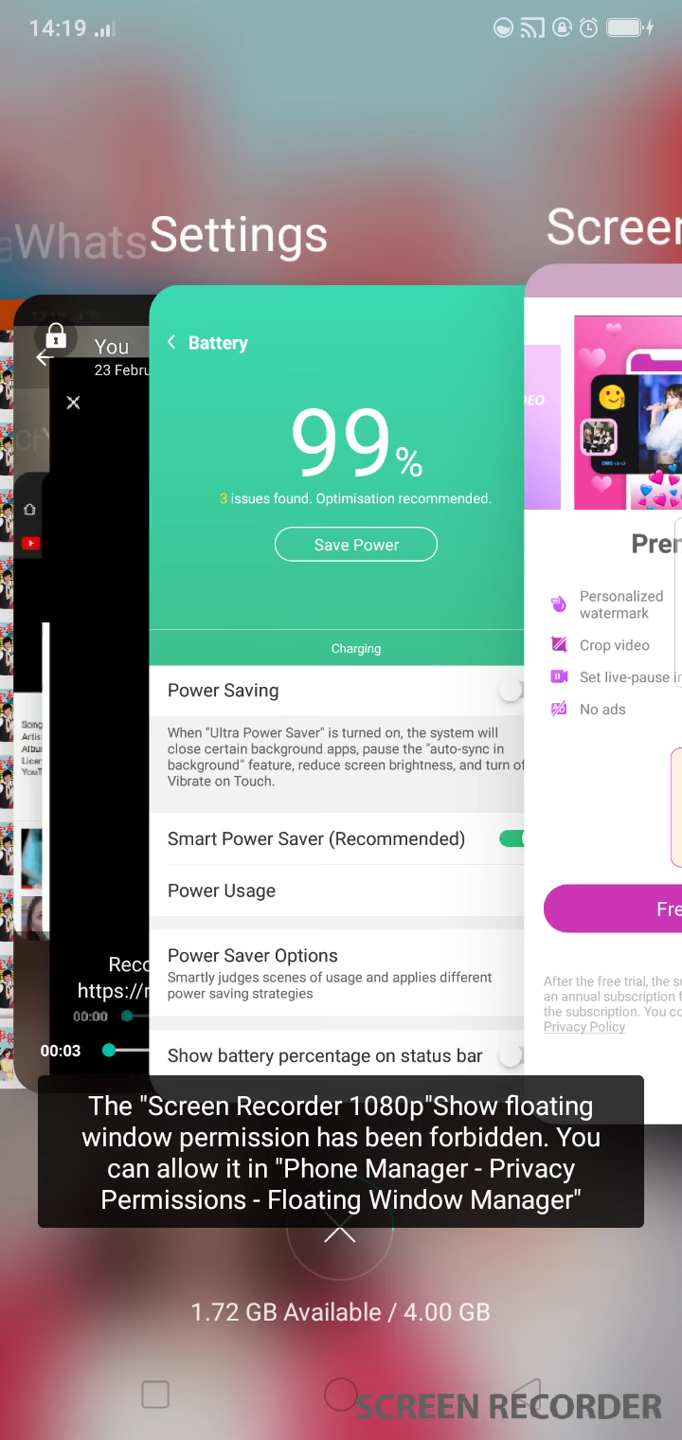 14:19
Whats
Settings
Screen
You
23 Febru
Battery
99%
3 issues found. Optimisation recommended.
Save Power
Charging
Power Saving
When "Ultra Power Saver" is turned on, the system will
close certain background apps, pause the "auto-sync in
background" feature, reduce screen brightness, and turn of
Vibrate on Touch.
Smart Power Saver (Recommended)
Power Usage
Power Saver Options
Smartly judges scenes of usage and applies different
power saving strategies
Show battery percentage on status bar
Song
Artis
Albu
Licer
YouT
Reco
https://r
00:00
00:03
DEO
Prer
Personalized
watermark
Crop video
Set live-pause i
No ads
Fre
After the free trial, the su
an annual subscription f
the subscription. You co
Privacy Policy
The "Screen Recorder 1080p"Show floating
window permission has been forbidden. You
can allow it in "Phone Manager - Privacy
Permissions - Floating Window Manager"
1.72 GB Available / 4.00 GB
SCREEN RECORDER